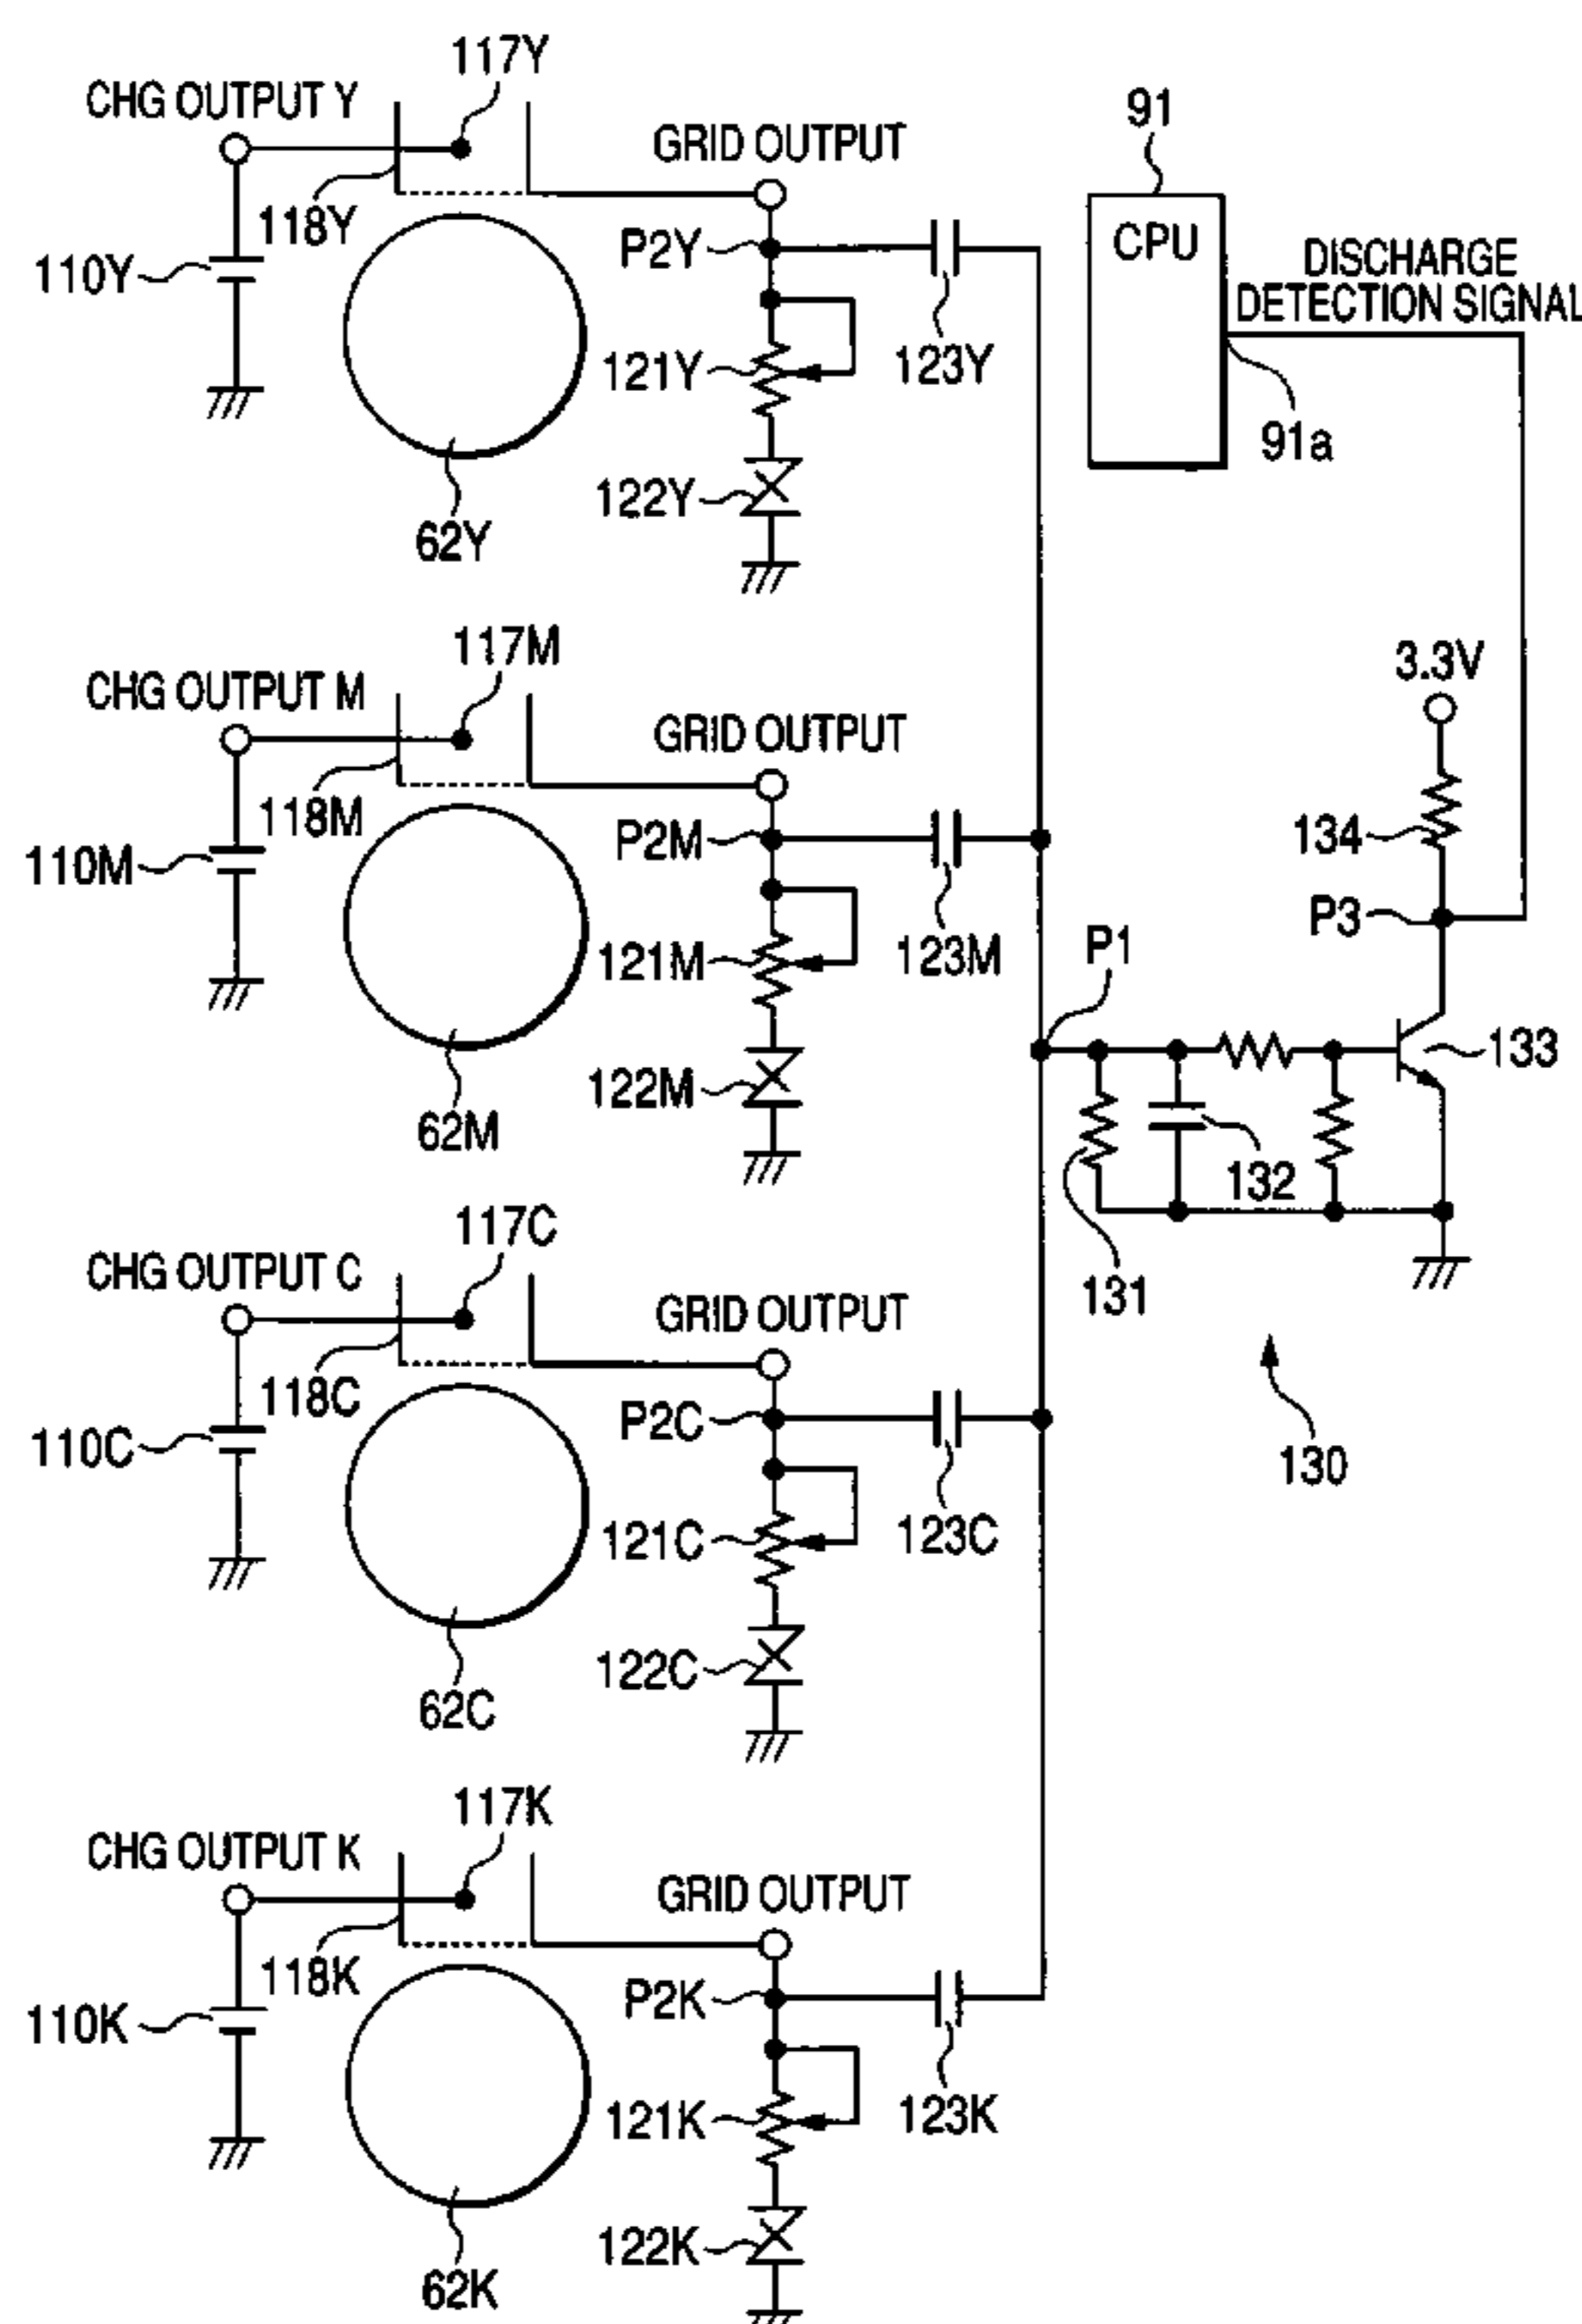 117Y
CHG OUTPUT Y
GRID OUTPUT
118Y
110Y
P2Y
121Y
123Y
122Y
62Y
91
CPU
DISCHARGE
DETECTION SIGNAL
91a
117M
CHG OUTPUT M
GRID OUTPUT
118M
110M
P2M
121M
123M
122M
62M
3.3V
134
P3
P1
133
132
131
130
117C
CHG OUTPUT C
GRID OUTPUT
118C
110C
P2C
121C
123C
122C
62C
117K
CHG OUTPUT K
GRID OUTPUT
118K
110K
P2K
121K
123K
122K
62K